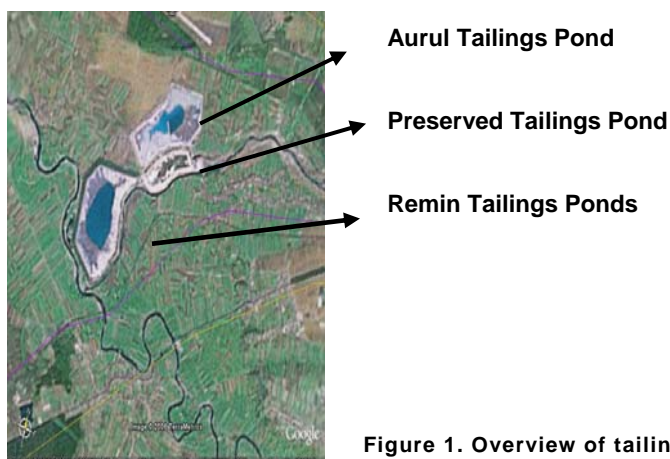 Aurul Tailings Pond
Preserved Tailings Pond
Remin Tailings Ponds
Google
Figure 1. Overview of tailin